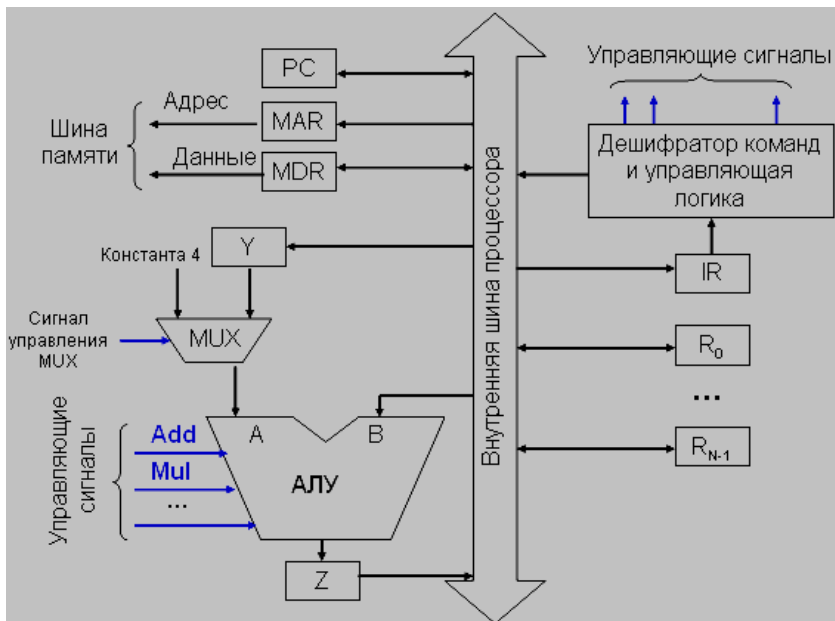 PC
Адрес
MAR
Шина
памяти
Данные
MDR
Управляющие сигналы
Дешифратор команд
и управляющая
логика
Внутренняя шина процессора
Константа 4
Y
IR
Сигнал
управления
MUX
MUX
R0
...
RN-1
Управляющие
сигналы
Add
Mul
...
A
B
АЛУ
Z